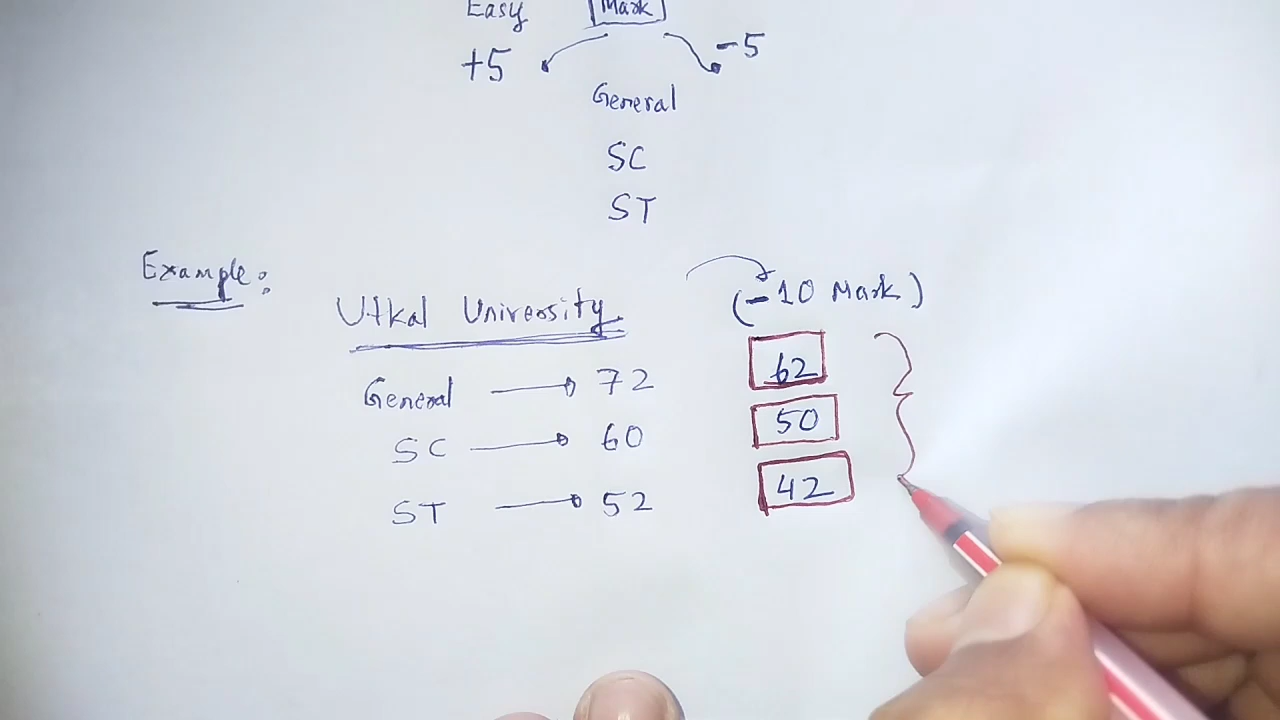 Easy Mark
+5 -5
General
SC
ST
Example:
Utkal University (-10 Mark)
General 72 62
SC 60 50
ST 52 42